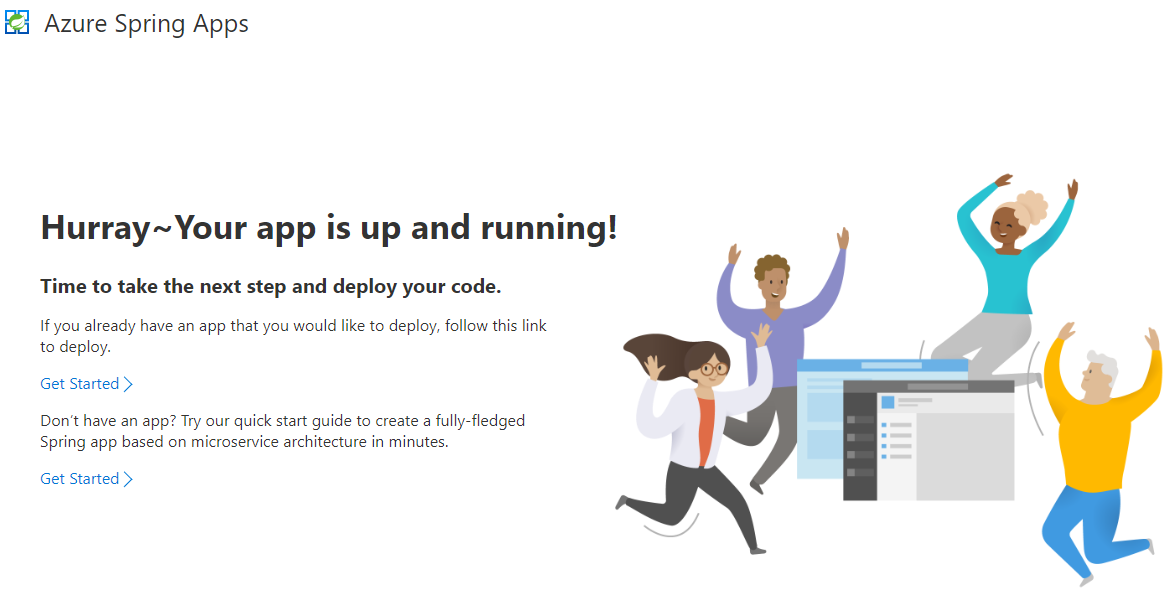 Azure Spring Apps
Hurray~Your app is up and running!
Time to take the next step and deploy your code.
If you already have an app that you would like to deploy, follow this link
to deploy.
Get Started
Don’t have an app? Try our quick start guide to create a fully-fledged
Spring app based on microservice architecture in minutes.
Get Started